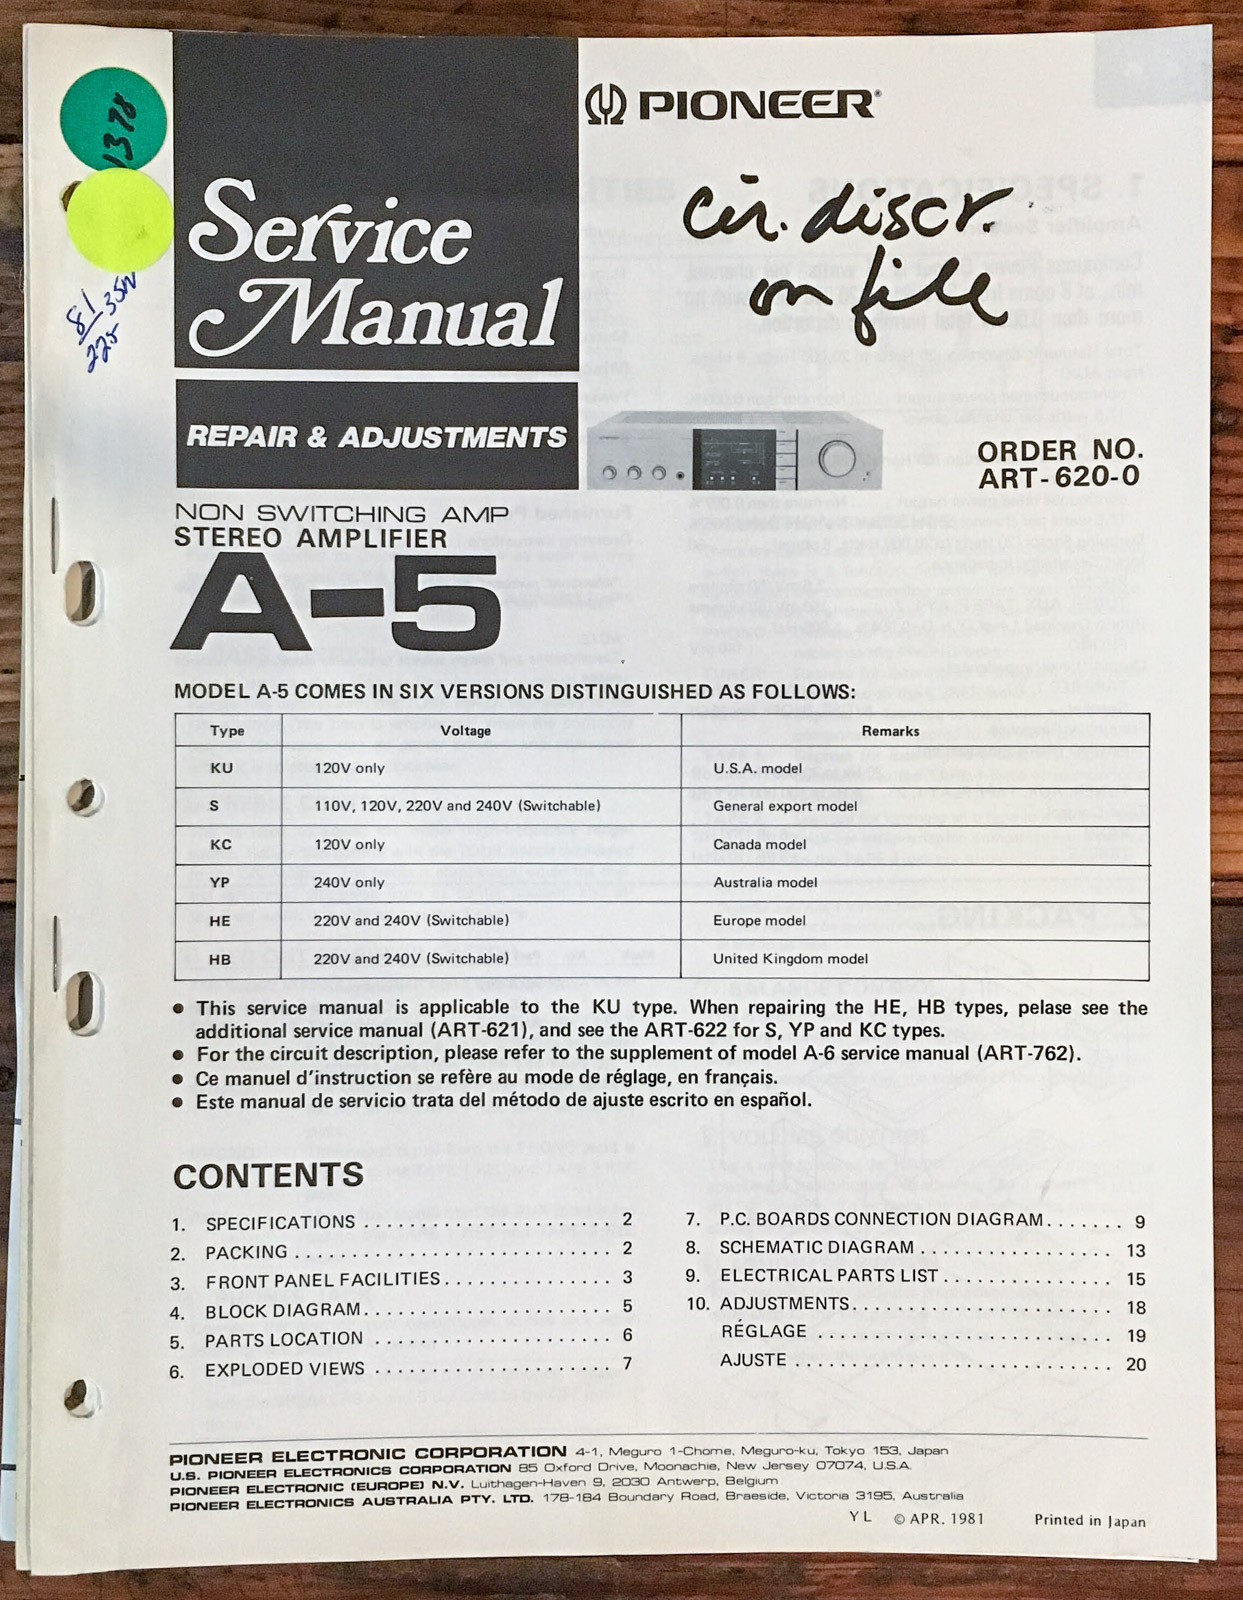 1378
81 35W
225
PIONEER®
Service
Manual
cir. discr.
on file
REPAIR & ADJUSTMENTS
ORDER NO.
ART-620-0
NON SWITCHING AMP
STEREO AMPLIFIER
A-5
MODEL A-5 COMES IN SIX VERSIONS DISTINGUISHED AS FOLLOWS:
Type Voltage Remarks
KU 120V only U.S.A. model
S 110V, 120V, 220V and 240V (Switchable) General export model
KC 120V only Canada model
YP 240V only Australia model
HE 220V and 240V (Switchable) Europe model
HB 220V and 240V (Switchable) United Kingdom model
● This service manual is applicable to the KU type. When repairing the HE, HB types, pelase see the
additional service manual (ART-621), and see the ART-622 for S, YP and KC types.
● For the circuit description, please refer to the supplement of model A-6 service manual (ART-762).
● Ce manuel d'instruction se refère au mode de réglage, en français.
● Este manual de servicio trata del método de ajuste escrito en español.
CONTENTS
1. SPECIFICATIONS . . . . . . . . . . . . . . . . . . . . . . 2
2. PACKING . . . . . . . . . . . . . . . . . . . . . . . . . . . . 2
3. FRONT PANEL FACILITIES . . . . . . . . . . . . . . . 3
4. BLOCK DIAGRAM . . . . . . . . . . . . . . . . . . . . . . 5
5. PARTS LOCATION . . . . . . . . . . . . . . . . . . . . . 6
6. EXPLODED VIEWS . . . . . . . . . . . . . . . . . . . . . 7
7. P.C. BOARDS CONNECTION DIAGRAM . . . . . . . 9
8. SCHEMATIC DIAGRAM . . . . . . . . . . . . . . . . . 13
9. ELECTRICAL PARTS LIST . . . . . . . . . . . . . . . 15
10. ADJUSTMENTS . . . . . . . . . . . . . . . . . . . . . . . 18
RÉGLAGE . . . . . . . . . . . . . . . . . . . . . . . . . . 19
AJUSTE . . . . . . . . . . . . . . . . . . . . . . . . . . . . 20
PIONEER ELECTRONIC CORPORATION 4-1, Meguro 1-Chome, Meguro-ku, Tokyo 153, Japan
U.S. PIONEER ELECTRONICS CORPORATION 85 Oxford Drive, Moonachie, New Jersey 07074, U.S.A.
PIONEER ELECTRONIC (EUROPE) N.V. Luithagen-Haven 9, 2030 Antwerp, Belgium
PIONEER ELECTRONICS AUSTRALIA PTY. LTD. 178-184 Boundary Road, Braeside, Victoria 3195, Australia
YL © APR. 1981 Printed in Japan